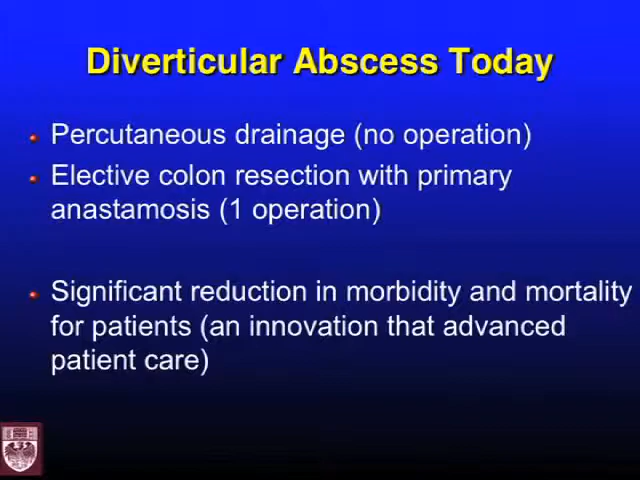 Diverticular Abscess Today
Percutaneous drainage (no operation)
Elective colon resection with primary
anastamosis (1 operation)
Significant reduction in morbidity and mortality
for patients (an innovation that advanced
patient care)